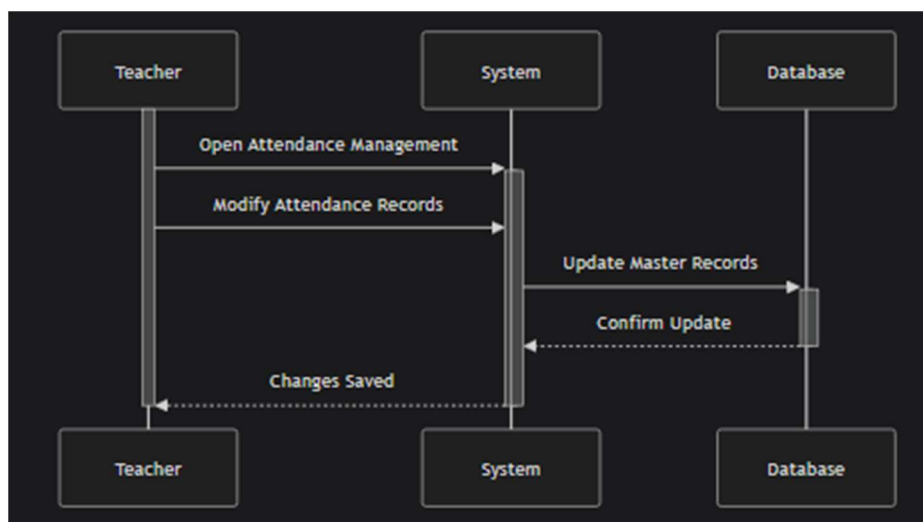 Teacher
System
Database
Open Attendance Management
Modify Attendance Records
Update Master Records
Confirm Update
Changes Saved
Teacher
System
Database